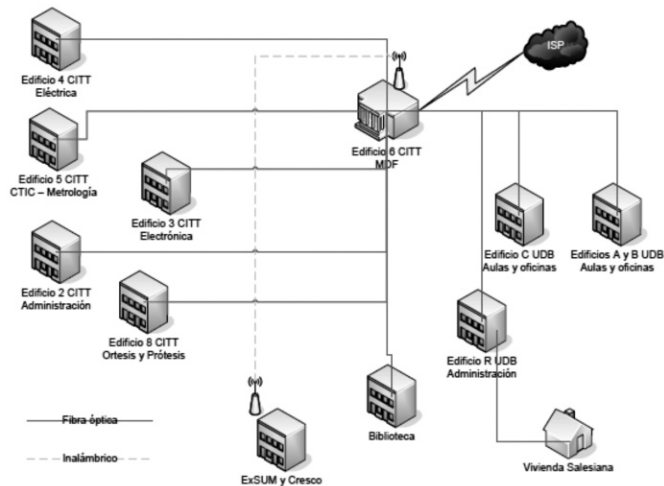 Edificio 4 CITT
Eléctrica
ISP
Edificio 6 CITT
MDF
Edificio 5 CITT
CTIC – Metrología
Edificio 3 CITT
Electrónica
Edificio C UDB
Aulas y oficinas
Edificios A y B UDB
Aulas y oficinas
Edificio 2 CITT
Administración
Edificio 8 CITT
Ortesis y Prótesis
Edificio R UDB
Administración
Biblioteca
Fibra óptica
Inalámbrico
ExSUM y Cresco
Vivienda Salesiana